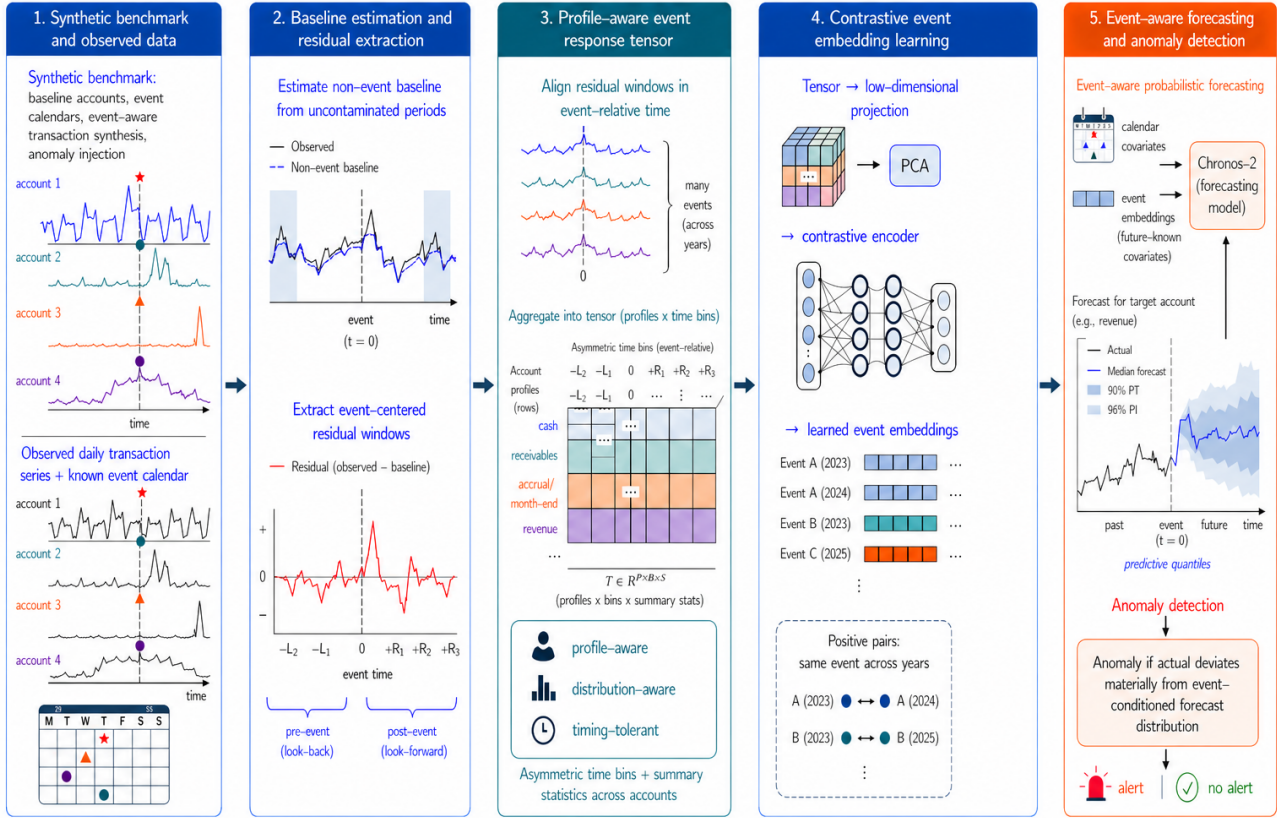 1. Synthetic benchmark
and observed data
Synthetic benchmark:
baseline accounts, event
calendars, event–aware
transaction synthesis,
anomaly injection
account 1
account 2
account 3
account 4
time
Observed daily transaction
series + known event calendar
account 1
account 2
account 3
account 4
time
29 SS
M T W T F S S
2. Baseline estimation and
residual extraction
Estimate non–event baseline
from uncontaminated periods
Observed
Non–event baseline
event
(t = 0)
time
Extract event–centered
residual windows
Residual (observed – baseline)
+
0
–
–L₂ –L₁ 0 +R₁ +R₂ +R₃
event time
pre–event
(look–back)
post–event
(look–forward)
3. Profile–aware event
response tensor
Align residual windows in
event–relative time
many
events
(across
years)
0
Aggregate into tensor (profiles x time bins)
Asymmetric time bins (event–relative)
Account
profiles
(rows)
–L₂ –L₁ 0 +R₁ +R₂ +R₃
–L₂ –L₁ 0 ... ⋮ ...
cash
receivables
accrual/
month–end
revenue
...
...
...
...
...
...
T ∈ R^{P×B×S}
(profiles x bins x summary stats)
profile–aware
distribution–aware
timing–tolerant
Asymmetric time bins + summary
statistics across accounts
4. Contrastive event
embedding learning
Tensor → low–dimensional
projection
...
PCA
→ contrastive encoder
→ learned event embeddings
Event A (2023) ...
Event A (2024) ...
Event B (2023) ...
Event C (2025) ...
⋮
Positive pairs:
same event across years
A (2023) ↔ A (2024)
B (2023) ↔ B (2025)
⋮
5. Event–aware forecasting
and anomaly detection
Event–aware probabilistic forecasting
calendar
covariates
event
embeddings
(future–known
covariates)
Chronos–2
(forecasting
model)
Forecast for target account
(e.g., revenue)
Actual
Median forecast
90% PT
96% PI
past
event
(t = 0)
future
time
predictive quantiles
Anomaly detection
Anomaly if actual deviates
materially from event–
conditioned forecast
distribution
alert
no alert